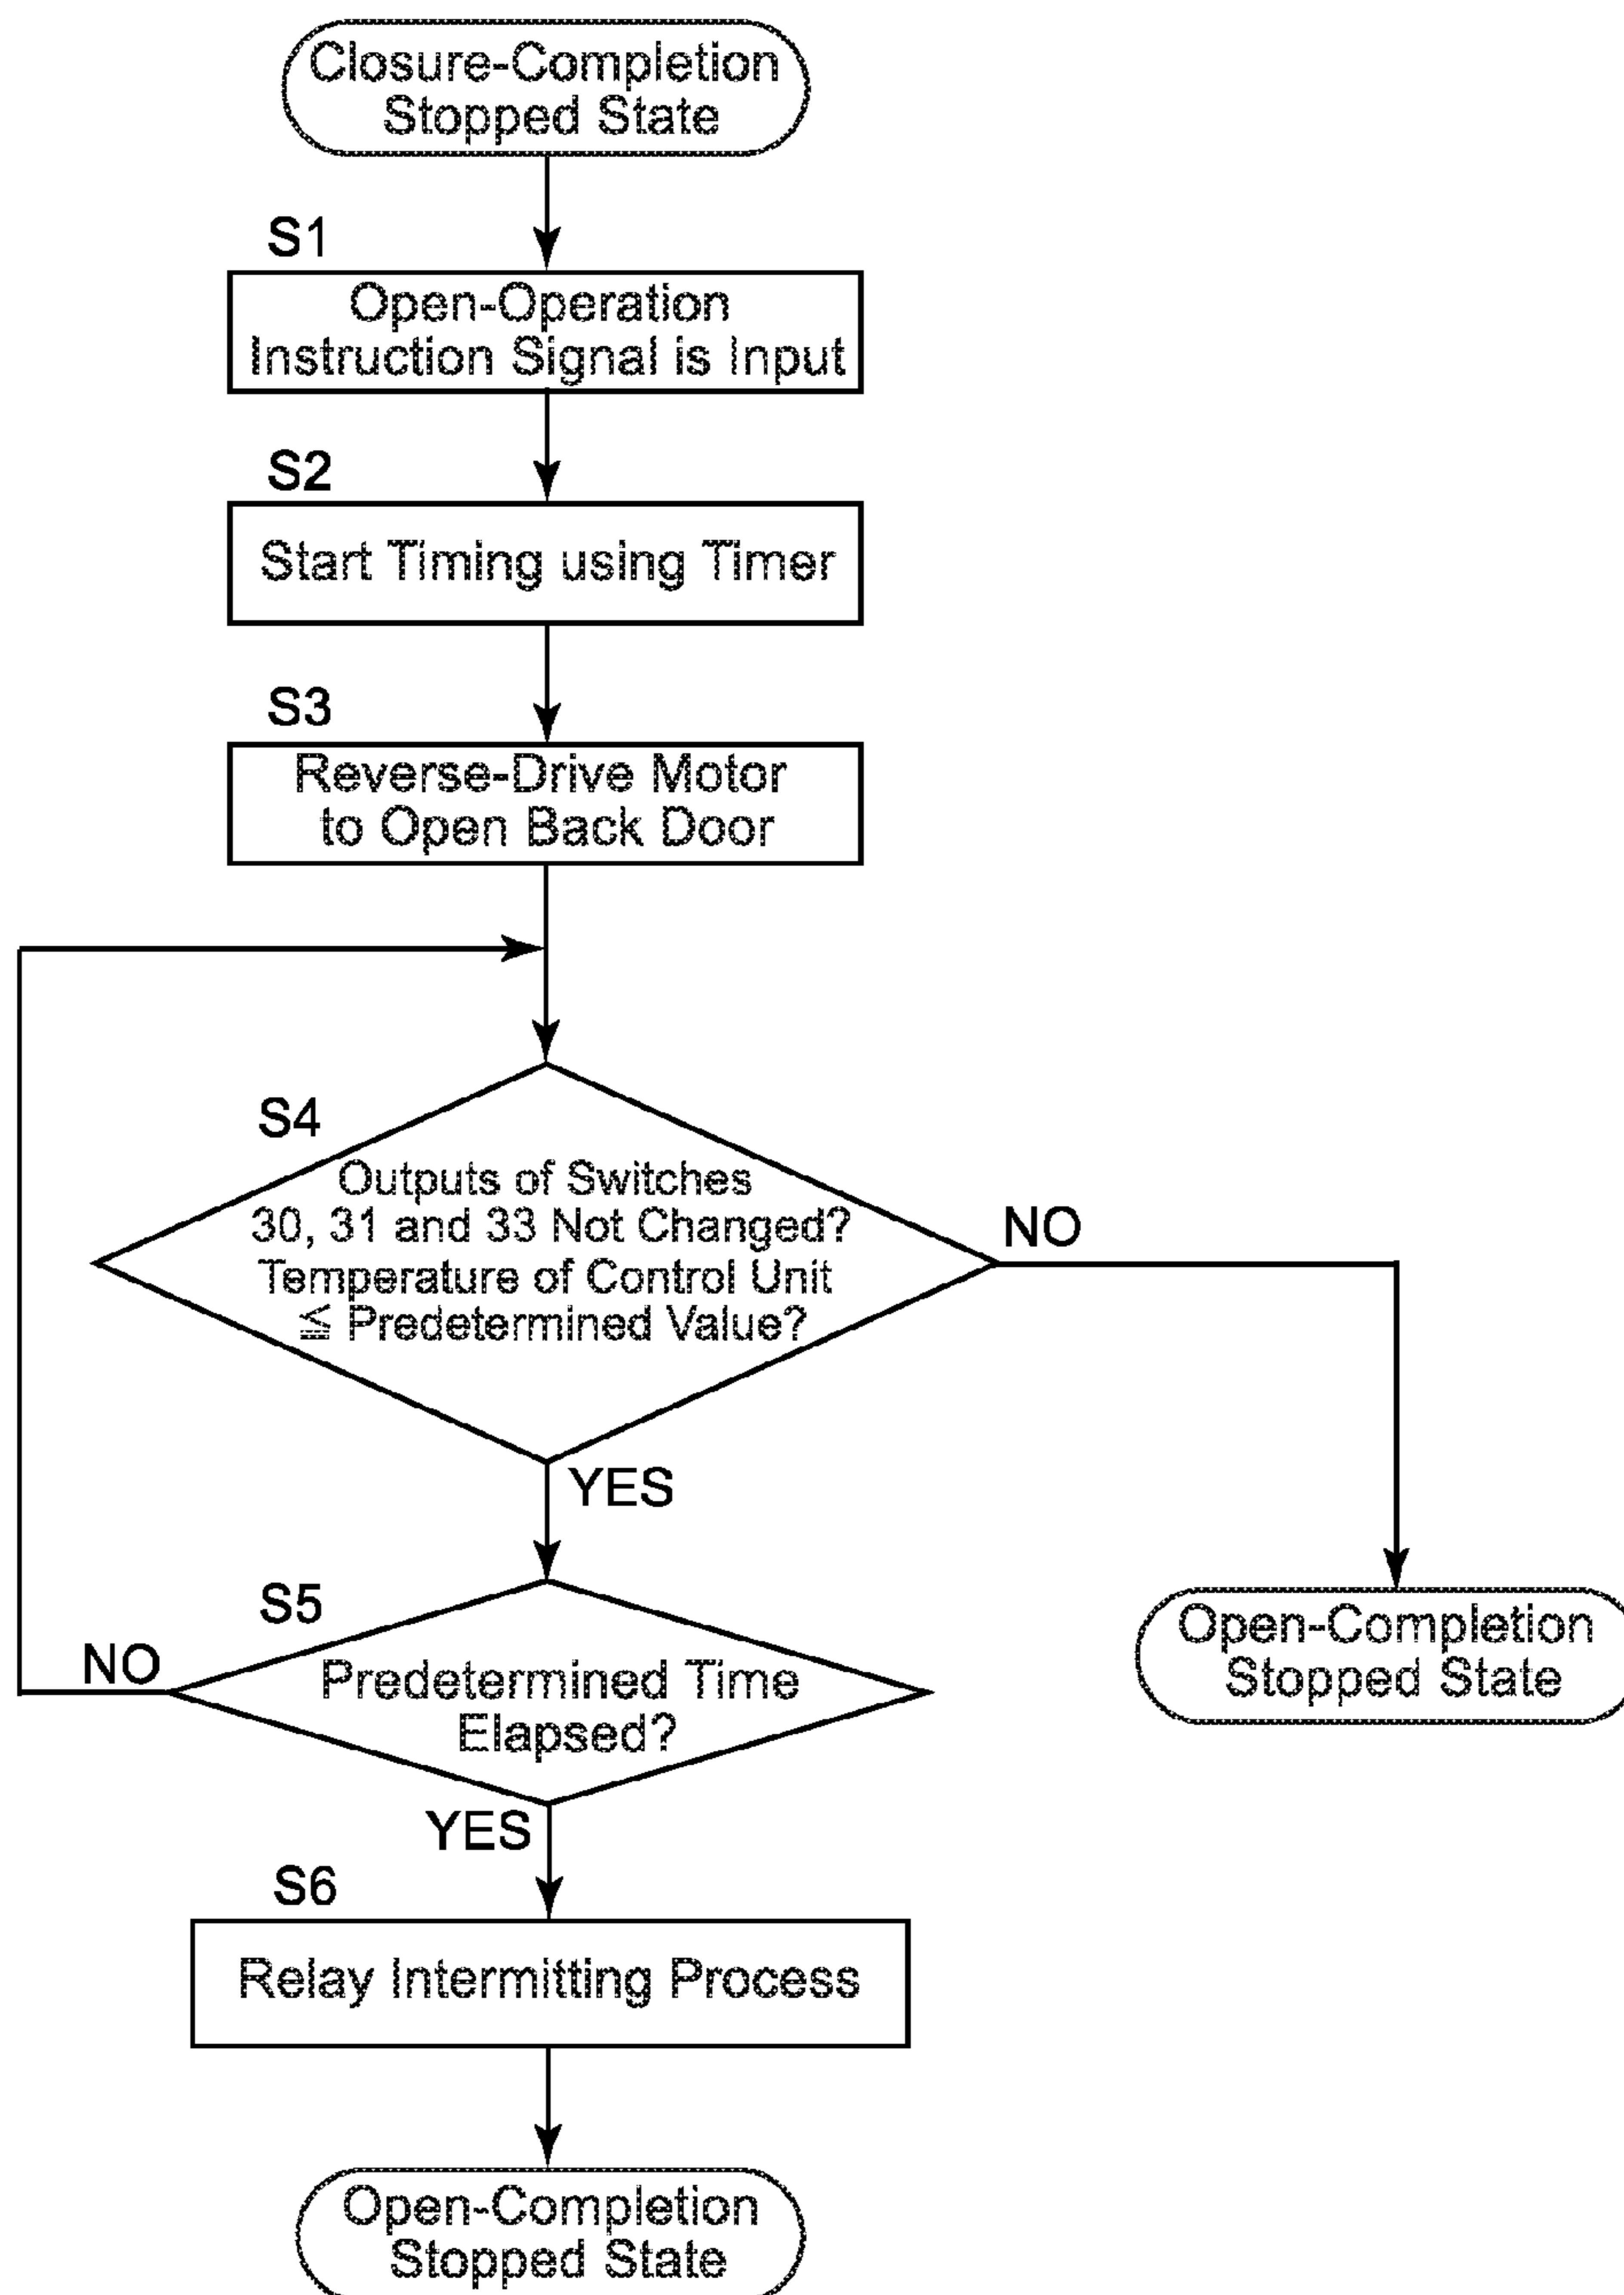 Closure-Completion
Stopped State
S1
Open-Operation
Instruction Signal is Input
S2
Start Timing using Timer
S3
Reverse-Drive Motor
to Open Back Door
S4
Outputs of Switches
30, 31 and 33 Not Changed?
Temperature of Control Unit
≦ Predetermined Value?
NO
YES
S5
Predetermined Time
Elapsed?
NO
YES
Open-Completion
Stopped State
S6
Relay Intermitting Process
Open-Completion
Stopped State